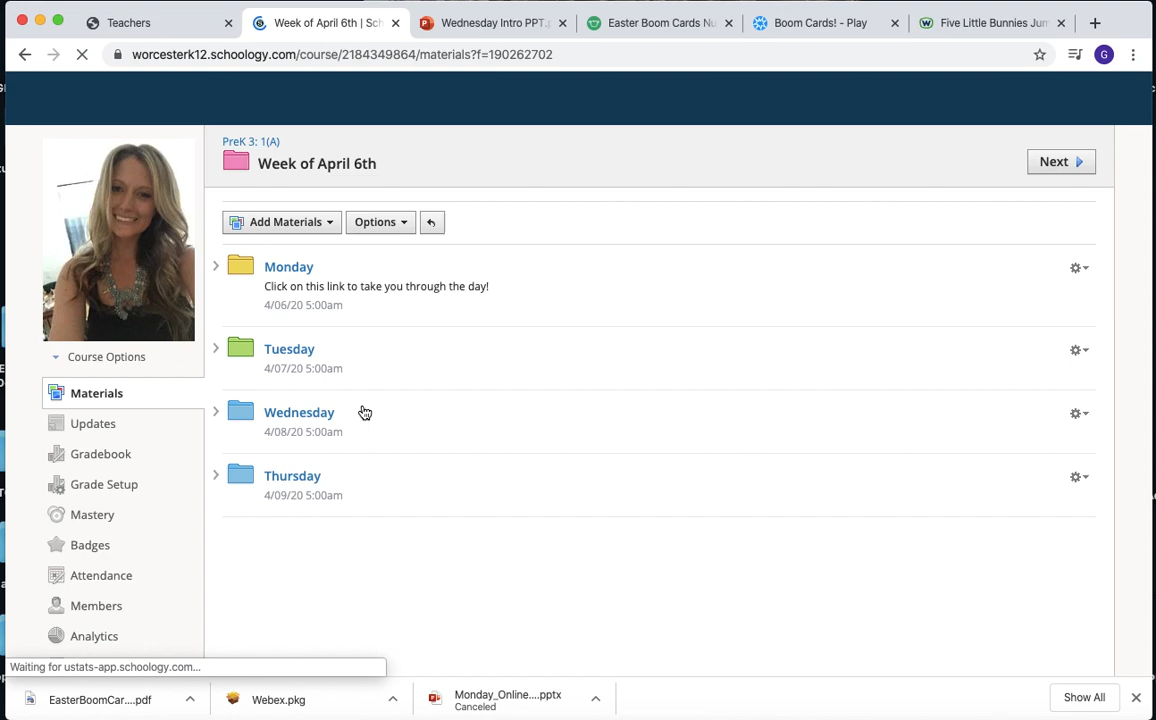 Teachers
Week of April 6th | Sch
Wednesday Intro PPT.p
Easter Boom Cards Nu
Boom Cards! - Play
Five Little Bunnies Jum
worcesterk12.schoology.com/course/2184349864/materials?f=190262702
G
PreK 3: 1(A)
Week of April 6th
Next
Add Materials
Options
Monday
Click on this link to take you through the day!
4/06/20 5:00am
Tuesday
4/07/20 5:00am
Wednesday
4/08/20 5:00am
Thursday
4/09/20 5:00am
Course Options
Materials
Updates
Gradebook
Grade Setup
Mastery
Badges
Attendance
Members
Analytics
Waiting for ustats-app.schoology.com...
EasterBoomCar....pdf
Webex.pkg
Monday_Online....pptx
Canceled
Show All